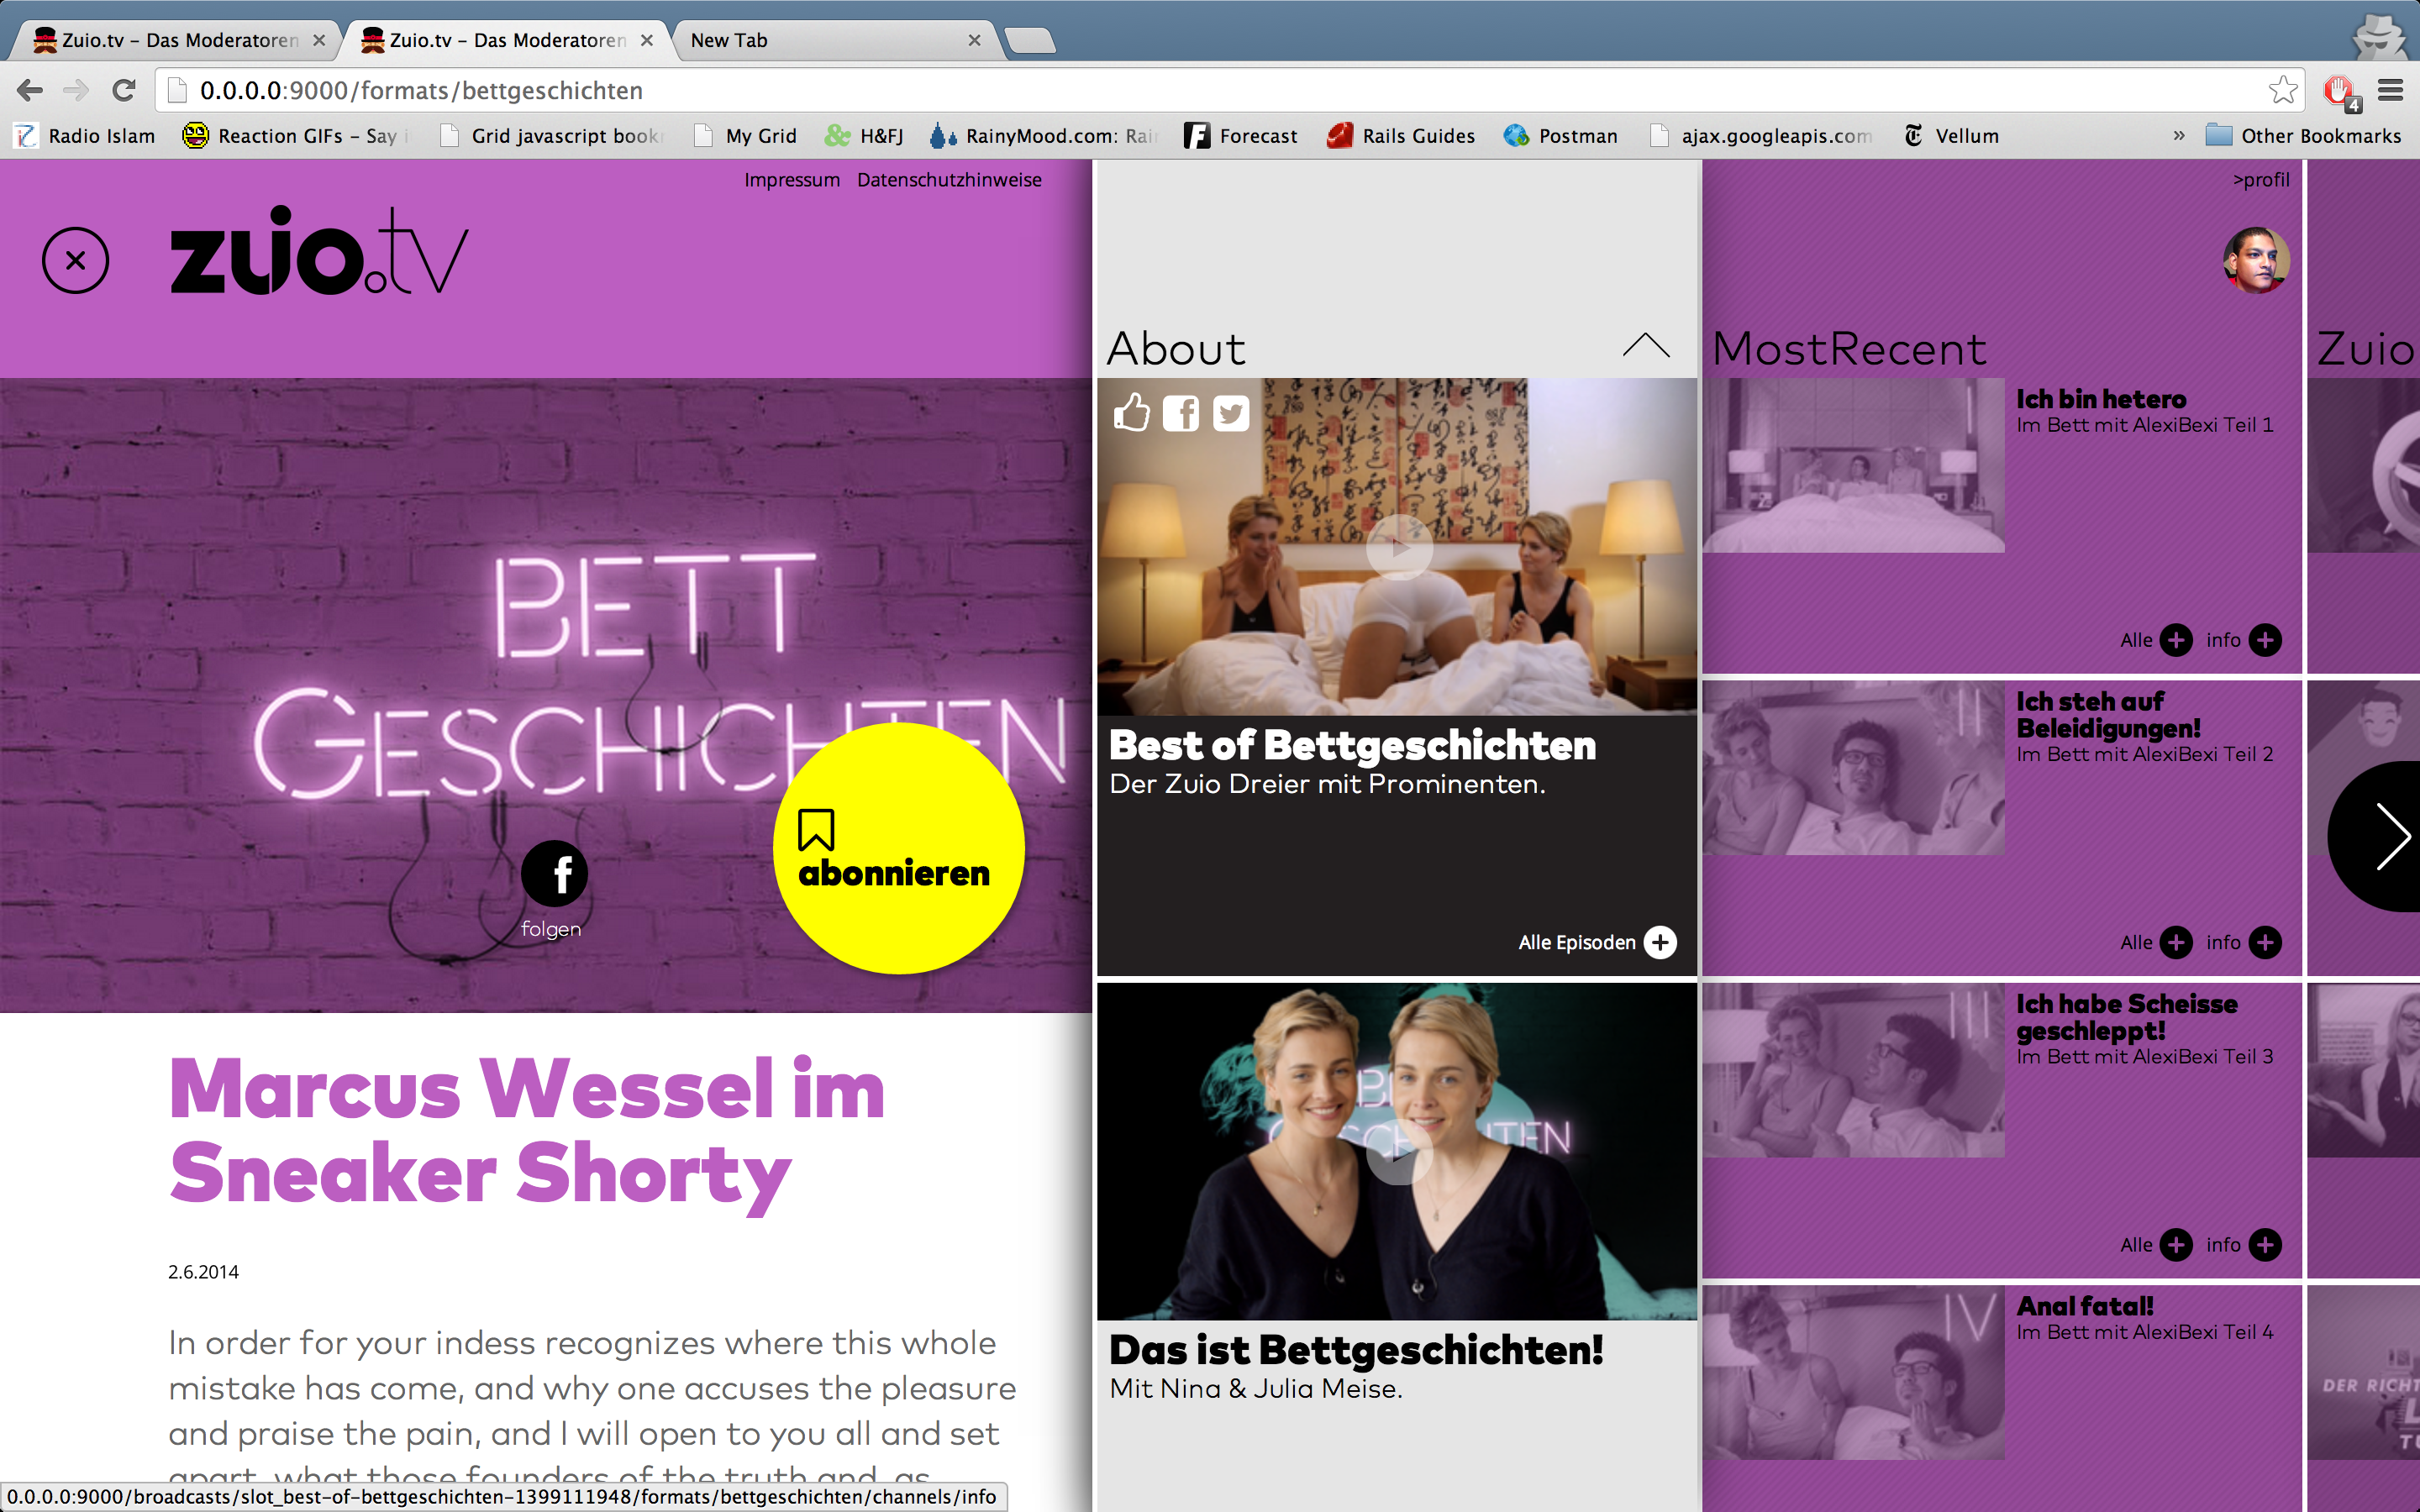 Zuio.tv – Das Moderatoren
Zuio.tv – Das Moderatoren
New Tab
0.0.0.0:9000/formats/bettgeschichten
4
Radio Islam
Reaction GIFs – Say
Grid javascript book
My Grid
H&FJ
RainyMood.com: Rai
Forecast
Rails Guides
Postman
ajax.googleapis.com
Vellum
»
Other Bookmarks
Impressum Datenschutzhinweise
zuio.tv
BETT
GESCHICHTEN
f
folgen
abonnieren
Marcus Wessel im
Sneaker Shorty
2.6.2014
In order for your indess recognizes where this whole
mistake has come, and why one accuses the pleasure
and praise the pain, and I will open to you all and set
apart, what those founders of the truth and, as
0.0.0.0:9000/broadcasts/slot_best-of-bettgeschichten-1399111948/formats/bettgeschichten/channels/info
About
Best of Bettgeschichten
Der Zuio Dreier mit Prominenten.
Alle Episoden
Das ist Bettgeschichten!
Mit Nina & Julia Meise.
>profil
MostRecent
Ich bin hetero
Im Bett mit AlexiBexi Teil 1
Alle info
II
Ich steh auf
Beleidigungen!
Im Bett mit AlexiBexi Teil 2
Alle info
III
Ich habe Scheisse
geschleppt!
Im Bett mit AlexiBexi Teil 3
Alle info
IV
Anal fatal!
Im Bett mit AlexiBexi Teil 4
Zuio
DER RICHT